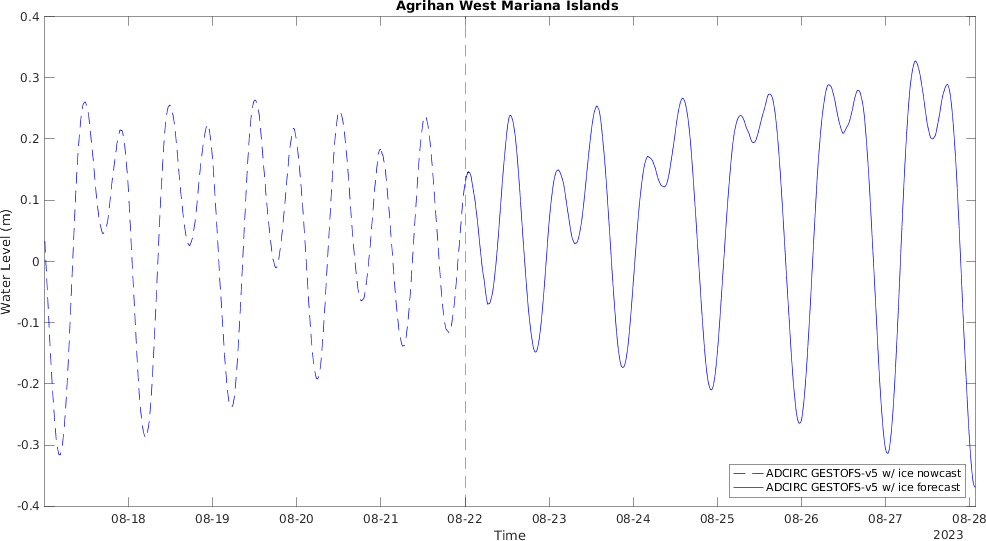 Agrihan West Mariana Islands
Water Level (m)
0.4
0.3
0.2
0.1
0
-0.1
-0.2
-0.3
-0.4
ADCIRC GESTOFS-v5 w/ ice nowcast
ADCIRC GESTOFS-v5 w/ ice forecast
08-18 08-19 08-20 08-21 08-22 08-23 08-24 08-25 08-26 08-27 08-28
Time
2023